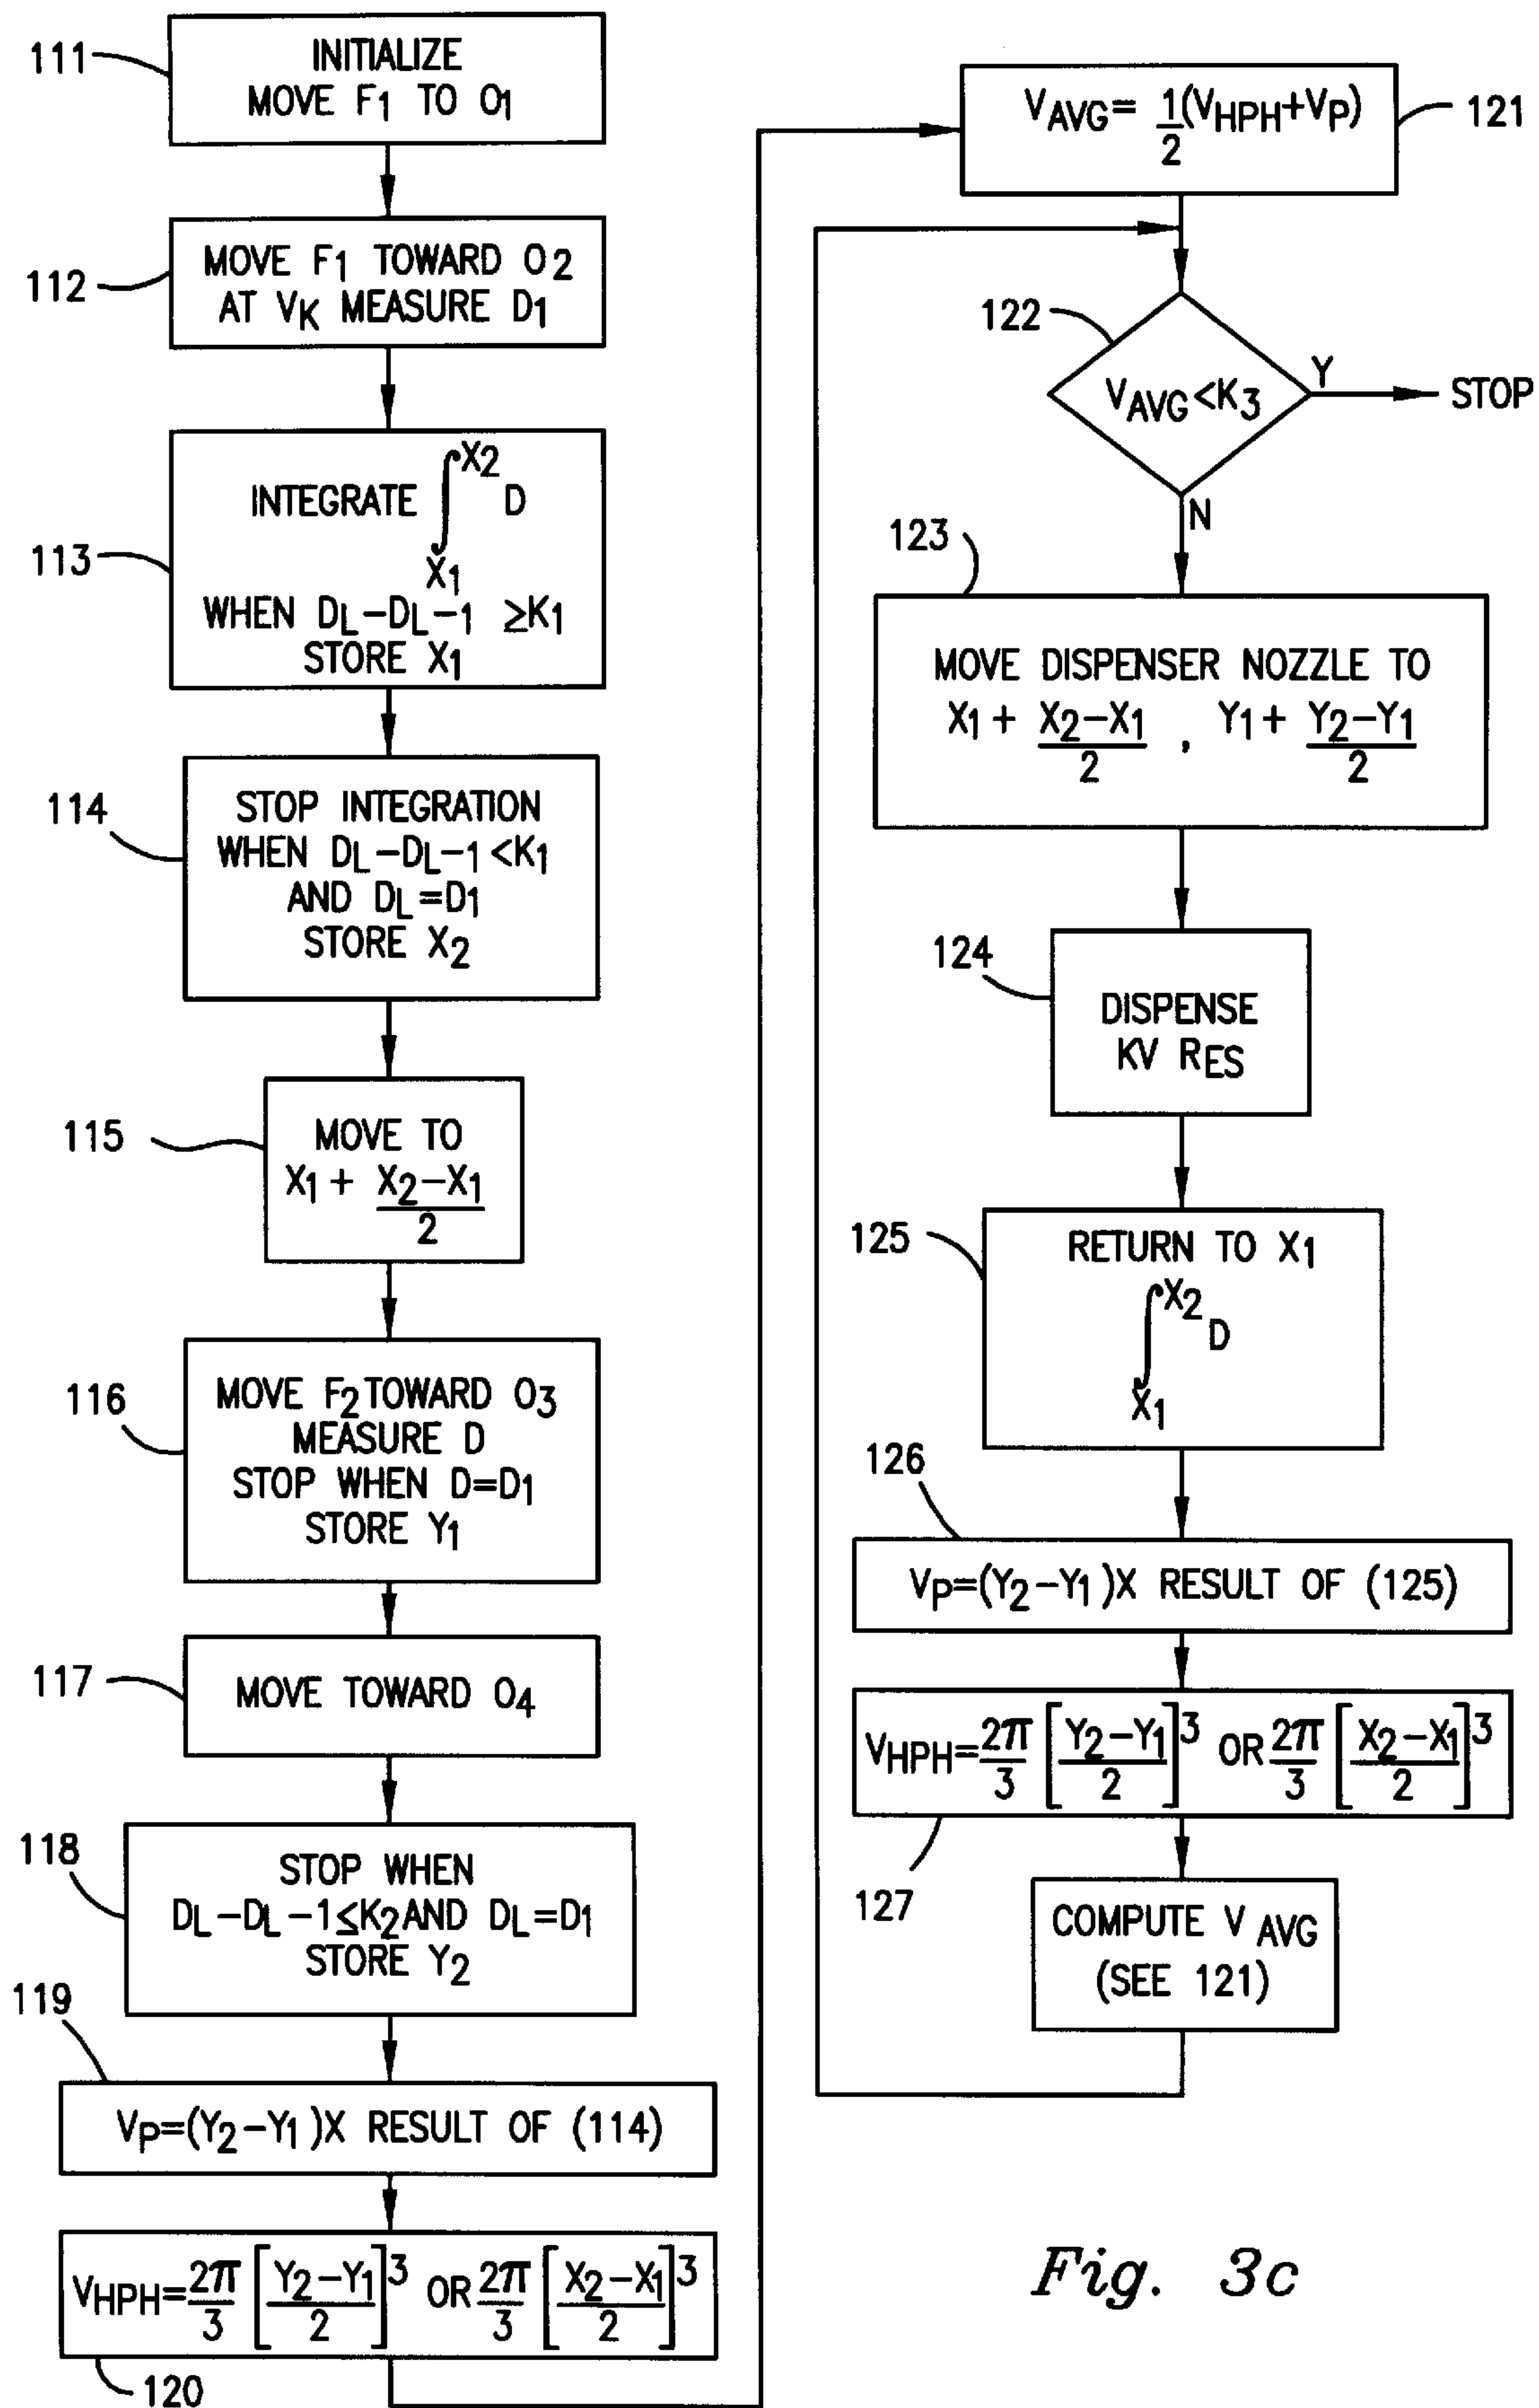 111
INITIALIZE
MOVE F1 TO O1
112
MOVE F1 TOWARD O2
AT VK MEASURE D1
113
INTEGRATE ∫X1X2 D
WHEN DL-DL-1 ≥K1
STORE X1
114
STOP INTEGRATION
WHEN DL-DL-1 <K1
AND DL=D1
STORE X2
115
MOVE TO
X1 + X2-X1
2
116
MOVE F2 TOWARD O3
MEASURE D
STOP WHEN D=D1
STORE Y1
117
MOVE TOWARD O4
118
STOP WHEN
DL-DL-1≤K2 AND DL=D1
STORE Y2
119
VP=(Y2-Y1)X RESULT OF (114)
VHPH=2π/3 [Y2-Y1/2]3 OR 2π/3 [X2-X1/2]3
120
VAVG= 1/2(VHPH+VP)
121
122
VAVG<K3
Y
STOP
N
123
MOVE DISPENSER NOZZLE TO
X1 + X2-X1/2 , Y1 + Y2-Y1/2
124
DISPENSE
KV RES
125
RETURN TO X1
∫X1X2 D
126
VP=(Y2-Y1)X RESULT OF (125)
VHPH=2π/3 [Y2-Y1/2]3 OR 2π/3 [X2-X1/2]3
127
COMPUTE V AVG
(SEE 121)
Fig. 3c